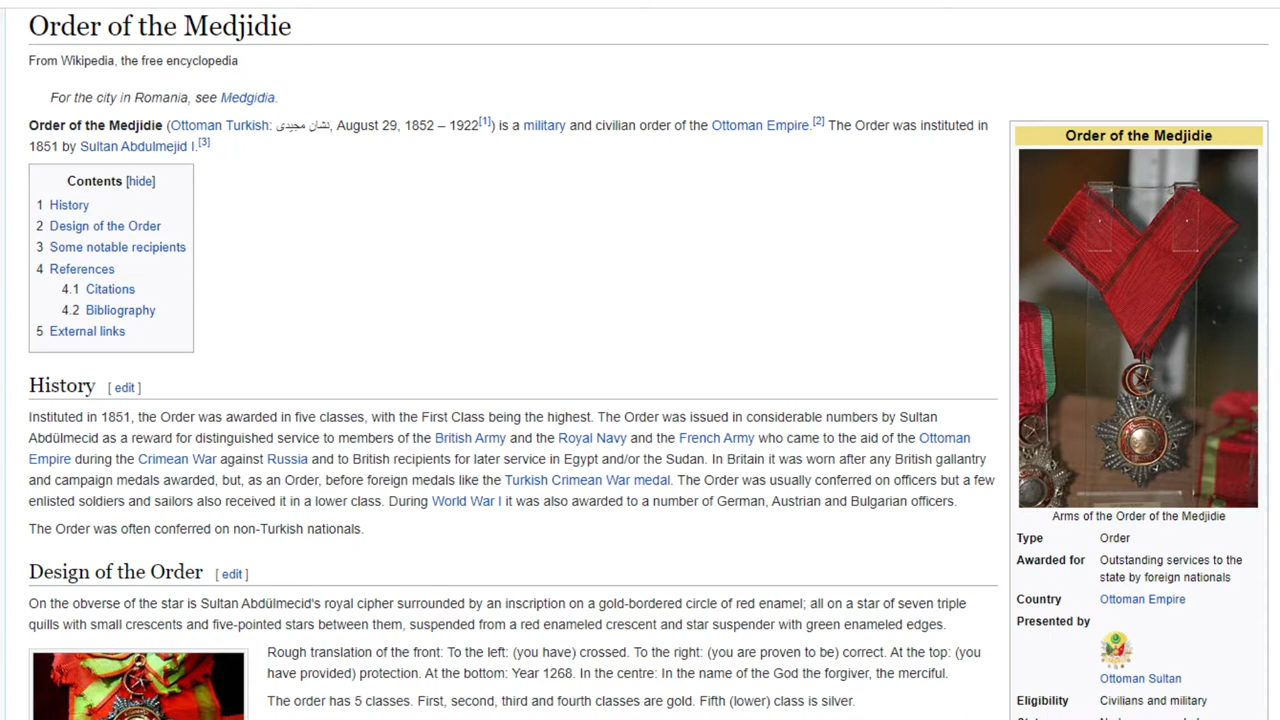 Order of the Medjidie
From Wikipedia, the free encyclopedia
For the city in Romania, see Medgidia.
Order of the Medjidie (Ottoman Turkish: نشان مجیدی, August 29, 1852 – 1922[1]) is a military and civilian order of the Ottoman Empire.[2] The Order was instituted in
1851 by Sultan Abdulmejid I.[3]
Contents [hide]
1 History
2 Design of the Order
3 Some notable recipients
4 References
4.1 Citations
4.2 Bibliography
5 External links
History [ edit ]
Instituted in 1851, the Order was awarded in five classes, with the First Class being the highest. The Order was issued in considerable numbers by Sultan
Abdülmecid as a reward for distinguished service to members of the British Army and the Royal Navy and the French Army who came to the aid of the Ottoman
Empire during the Crimean War against Russia and to British recipients for later service in Egypt and/or the Sudan. In Britain it was worn after any British gallantry
and campaign medals awarded, but, as an Order, before foreign medals like the Turkish Crimean War medal. The Order was usually conferred on officers but a few
enlisted soldiers and sailors also received it in a lower class. During World War I it was also awarded to a number of German, Austrian and Bulgarian officers.
The Order was often conferred on non-Turkish nationals.
Design of the Order [ edit ]
On the obverse of the star is Sultan Abdülmecid's royal cipher surrounded by an inscription on a gold-bordered circle of red enamel; all on a star of seven triple
quills with small crescents and five-pointed stars between them, suspended from a red enameled crescent and star suspender with green enameled edges.
Rough translation of the front: To the left: (you have) crossed. To the right: (you are proven to be) correct. At the top: (you
have provided) protection. At the bottom: Year 1268. In the centre: In the name of the God the forgiver, the merciful.
The order has 5 classes. First, second, third and fourth classes are gold. Fifth (lower) class is silver.
Order of the Medjidie
Arms of the Order of the Medjidie
Type Order
Awarded for Outstanding services to the
state by foreign nationals
Country Ottoman Empire
Presented by
Ottoman Sultan
Eligibility Civilians and military